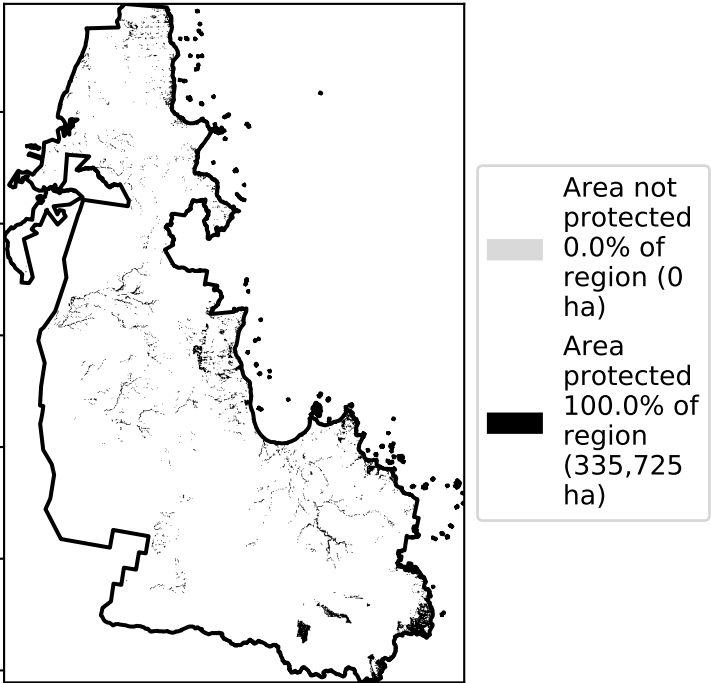 Area not
protected
0.0% of
region (0
ha)
Area
protected
100.0% of
region
(335,725
ha)